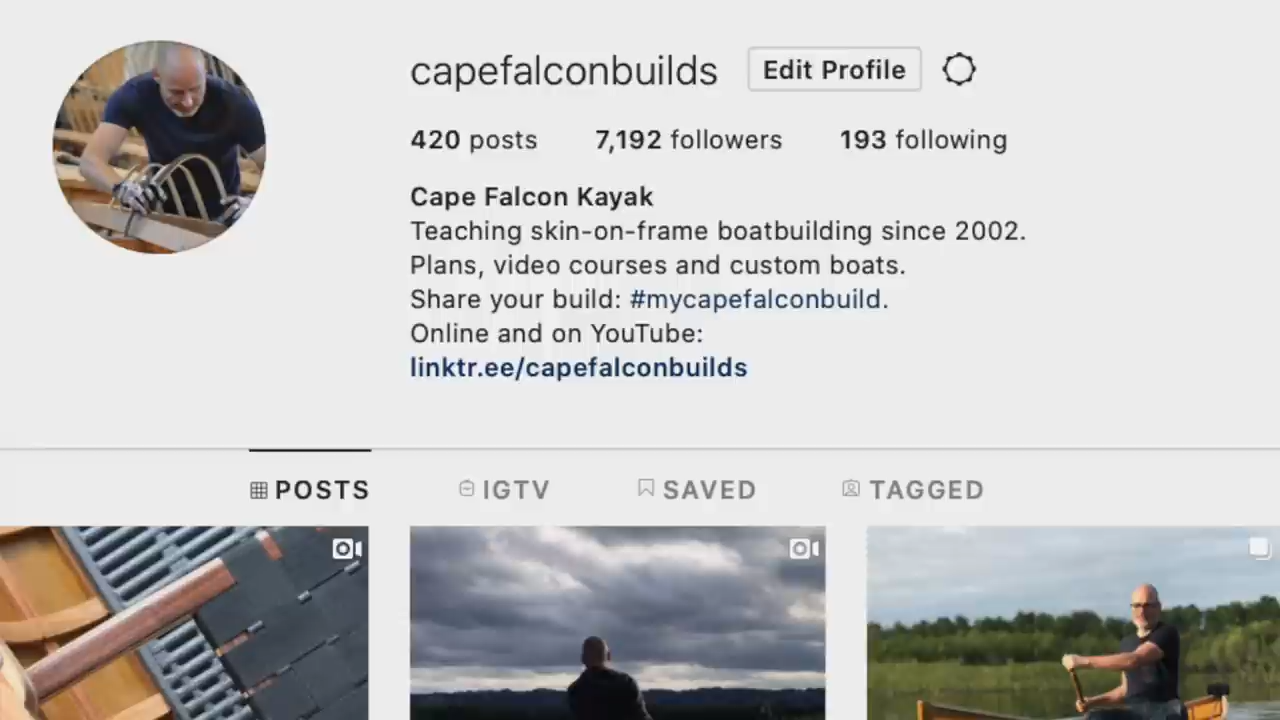 capefalconbuilds Edit Profile
420 posts 7,192 followers 193 following
Cape Falcon Kayak
Teaching skin-on-frame boatbuilding since 2002.
Plans, video courses and custom boats.
Share your build: #mycapefalconbuild.
Online and on YouTube:
linktr.ee/capefalconbuilds
POSTS IGTV SAVED TAGGED